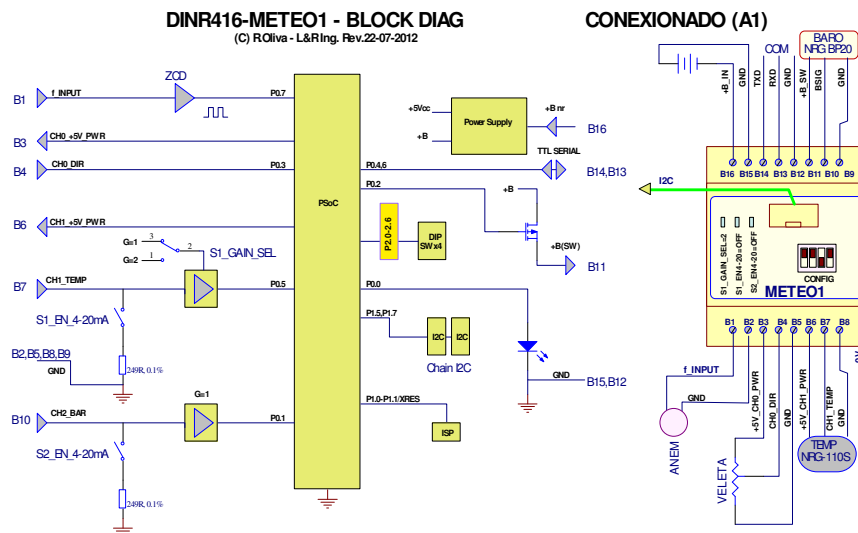 DINR416-METEO1 - BLOCK DIAG
(C) R.Oliva - L&R Ing. Rev.22-07-2012
CONEXIONADO (A1)
B1
f_INPUT
ZCD
P0.7
B3
CH0_+5V_PWR
B4
CH0_DIR
P0.3
B6
CH1_+5V_PWR
G=1
3
2
G=2
1
S1_GAIN_SEL
B7
CH1_TEMP
P0.5
S1_EN_4-20mA
B2,B5,B8,B9
GND
249R, 0.1%
B10
CH2_BAR
G=1
P0.1
S2_EN_4-20mA
249R, 0.1%
PSoC
+5Vcc
+B
Power Supply
+B nr
B16
TTL SERIAL
P0.4,6
B14,B13
P0.2
+B
P2.0-2.6
DIP
SWx4
+B(SW)
B11
P0.0
P1.5,P1.7
I2C
I2C
Chain I2C
GND
B15,B12
P1.0-P1.1/XRES
ISP
COM
BARO
NRG BP20
+B_IN
GND
TXD
RXD
GND
+B_SW
BSIG
GND
B16
B15
B14
B13
B12
B11
B10
B9
I2C
S1_GAIN_SEL=2
S1_EN4-20=OFF
S2_EN4-20=OFF
CONFIG
METEO1
B1
B2
B3
B4
B5
B6
B7
B8
f_INPUT
GND
+5V_CH0_PWR
CH0_DIR
GND
+5V_CH1_PWR
CH1_TEMP
GND
ANEM
VELETA
TEMP
NRG-110S